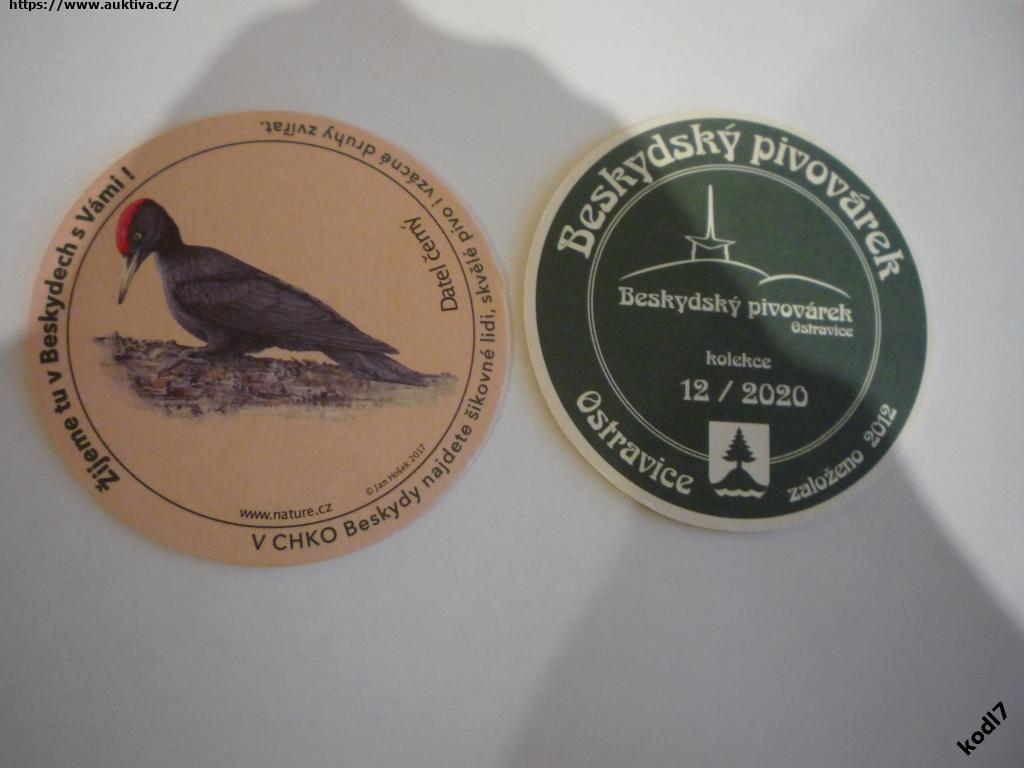 https://www.auktiva.cz/
Žijeme tu v Beskydech s Vámi !
V CHKO Beskydy najdete šikovné lidi, skvělé pivo i vzácné druhy zvířat.
Datel černý
© Jan Hošek 2017
www.nature.cz
Beskydský pivovárek
Beskydský pivovárek
Ostravice
kolekce
12 / 2020
Ostravice
založeno 2012
kodl7